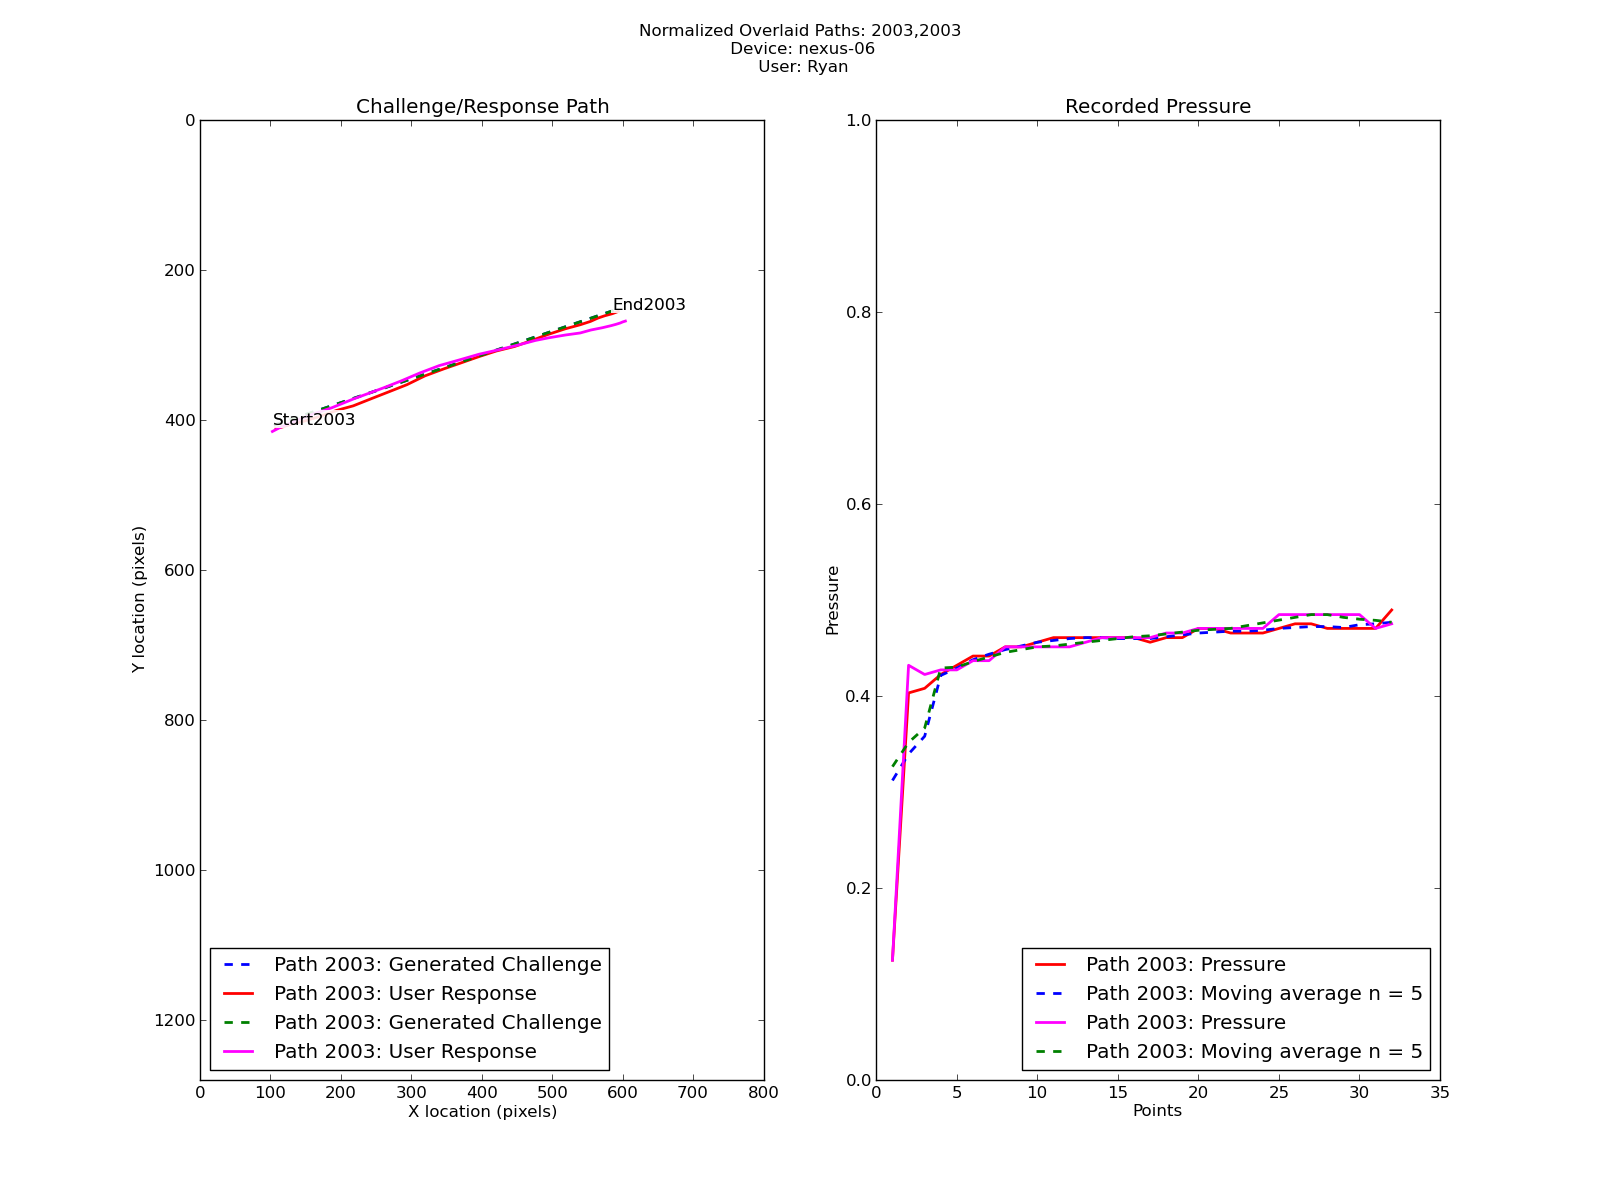 Normalized Overlaid Paths: 2003,2003
Device: nexus-06
User: Ryan
Challenge/Response Path
0
200
400
600
800
1000
1200
Y location (pixels)
End2003
Start2003
Path 2003: Generated Challenge
Path 2003: User Response
Path 2003: Generated Challenge
Path 2003: User Response
0 100 200 300 400 500 600 700 800
X location (pixels)
Recorded Pressure
1.0
0.8
0.6
0.4
0.2
0.0
Pressure
Path 2003: Pressure
Path 2003: Moving average n = 5
Path 2003: Pressure
Path 2003: Moving average n = 5
0 5 10 15 20 25 30 35
Points